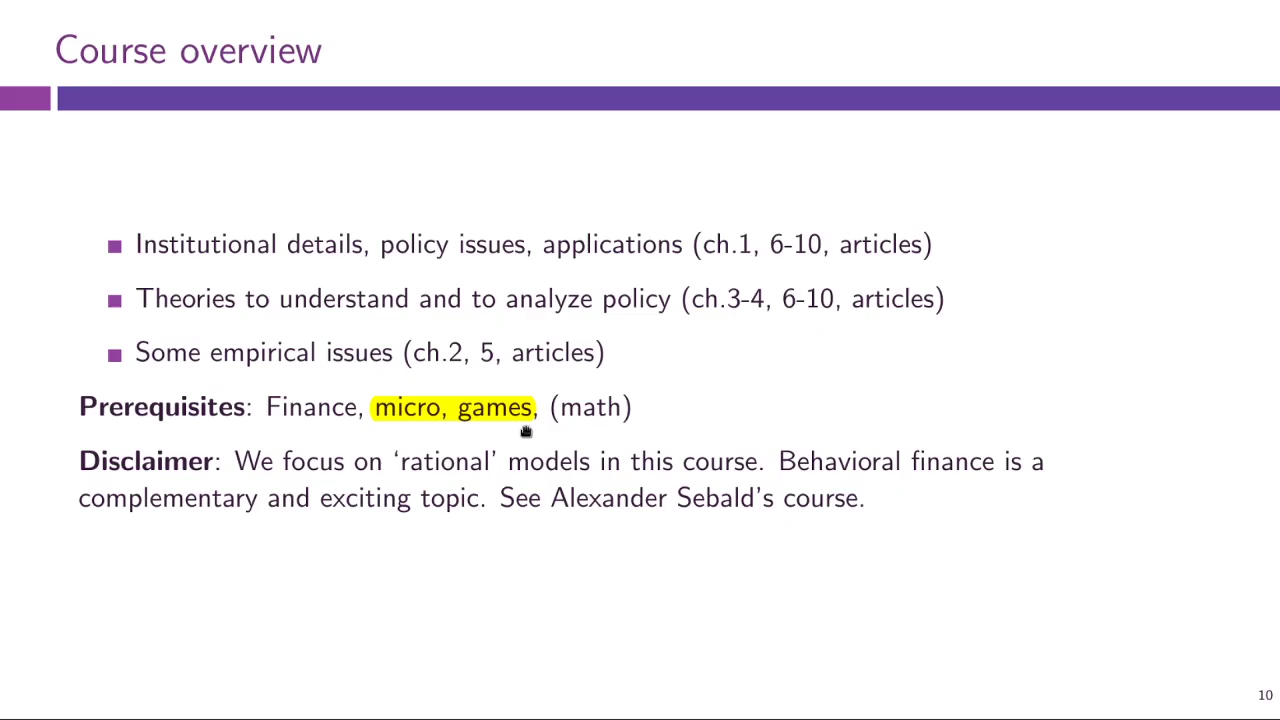 Course overview
Institutional details, policy issues, applications (ch.1, 6-10, articles)
Theories to understand and to analyze policy (ch.3-4, 6-10, articles)
Some empirical issues (ch.2, 5, articles)
Prerequisites: Finance, micro, games, (math)
Disclaimer: We focus on ‘rational’ models in this course. Behavioral finance is a
complementary and exciting topic. See Alexander Sebald’s course.
10